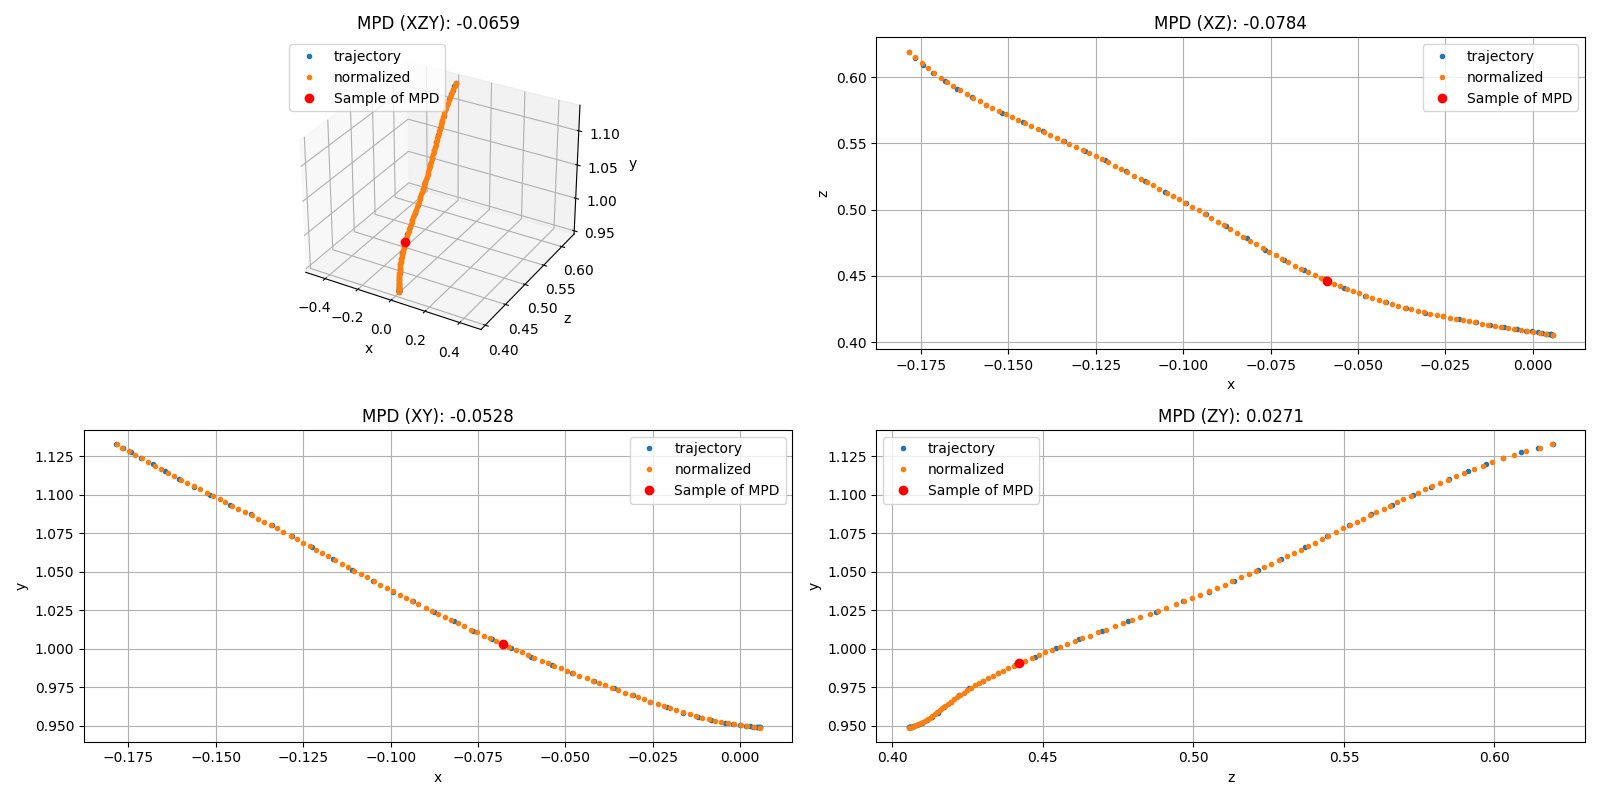 MPD (XZY): -0.0659
trajectory
normalized
Sample of MPD
1.10
1.05
1.00
0.95
y
0.60
0.55
0.50
0.45
0.40
z
−0.4
−0.2
0.0
0.2
0.4
x
MPD (XZ): -0.0784
trajectory
normalized
Sample of MPD
0.60
0.55
0.50
0.45
0.40
z
−0.175
−0.150
−0.125
−0.100
−0.075
−0.050
−0.025
0.000
x
MPD (XY): -0.0528
trajectory
normalized
Sample of MPD
1.125
1.100
1.075
1.050
1.025
1.000
0.975
0.950
y
−0.175
−0.150
−0.125
−0.100
−0.075
−0.050
−0.025
0.000
x
MPD (ZY): 0.0271
trajectory
normalized
Sample of MPD
1.125
1.100
1.075
1.050
1.025
1.000
0.975
0.950
y
0.40
0.45
0.50
0.55
0.60
z